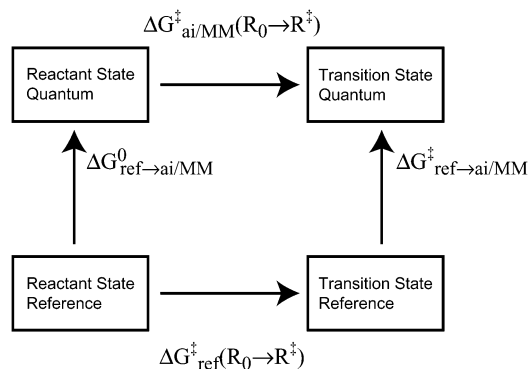 ΔG‡ai/MM(R0→R‡)
Reactant State
Quantum
Transition State
Quantum
ΔG0ref→ai/MM
ΔG‡ref→ai/MM
Reactant State
Reference
Transition State
Reference
ΔG‡ref(R0→R‡)